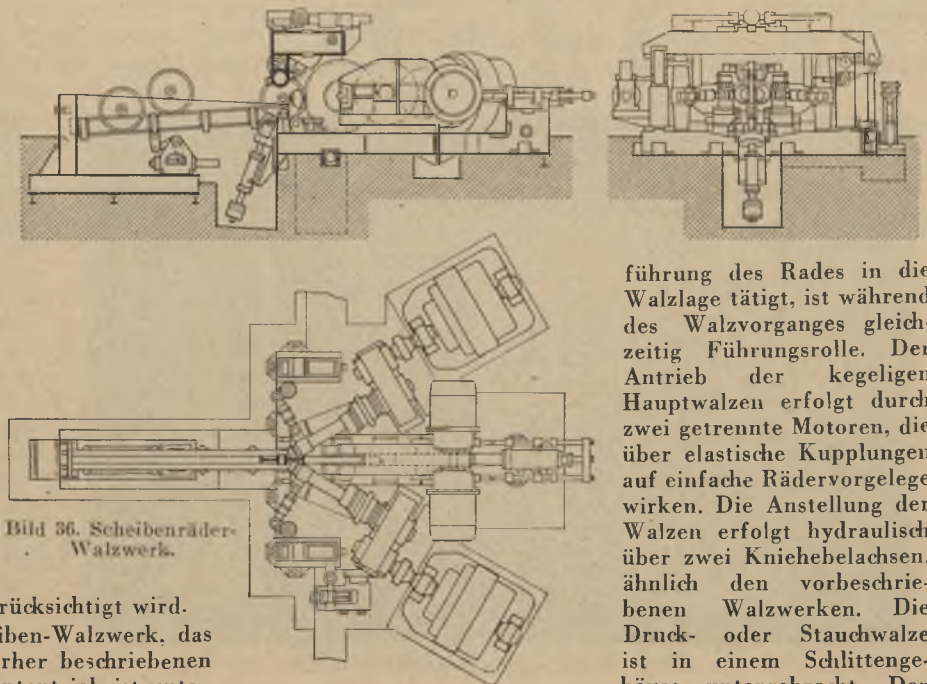 Bild 36. Scheibenräder-
Walzwerk.
rücksichtigt wird.
iben-Walzwerk, das
rher beschriebenen
führung des Rades in die
Walzlage tätigt, ist während
des Walzvorganges gleich-
zeitig Führungsrolle. Der
Antrieb der kegeligen
Hauptwalzen erfolgt durch
zwei getrennte Motoren, die
über elastische Kupplungen
auf einfache Rädervorgelege
wirken. Die Anstellung der
Walzen erfolgt hydraulisch
über zwei Kniehebelachsen,
ähnlich den vorbeschrie-
benen Walzwerken. Die
Druck- oder Stauchwalze
ist in einem Schlittenge-